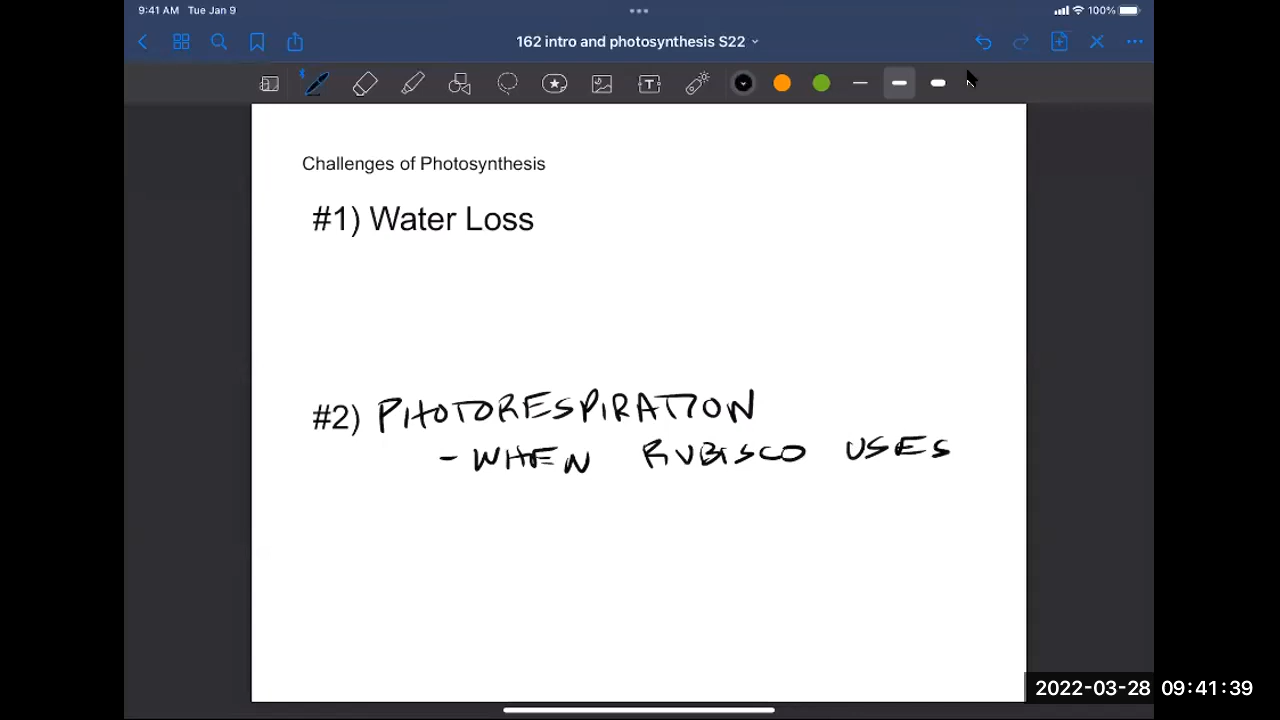 9:41 AM Tue Jan 9
100%
162 intro and photosynthesis S22
Challenges of Photosynthesis
#1) Water Loss
#2) PHOTORESPIRATION
- WHEN RUBISCO USES
2022-03-28 09:41:39